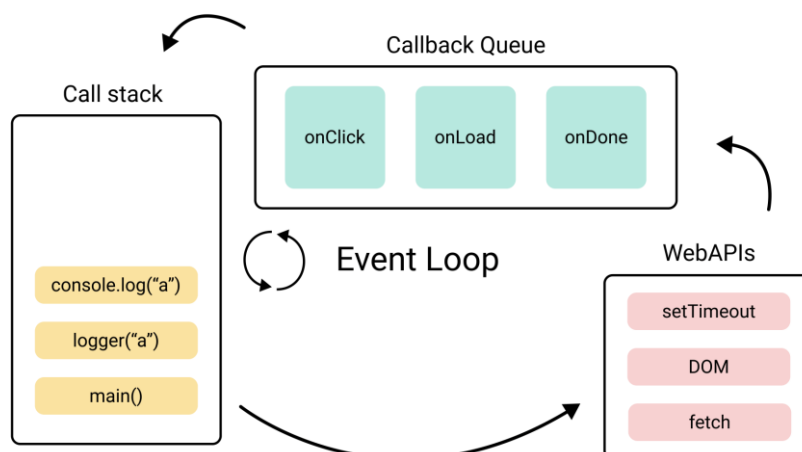 Callback Queue
onClick
onLoad
onDone
Call stack
console.log(“a”)
logger(“a”)
main()
Event Loop
WebAPIs
setTimeout
DOM
fetch